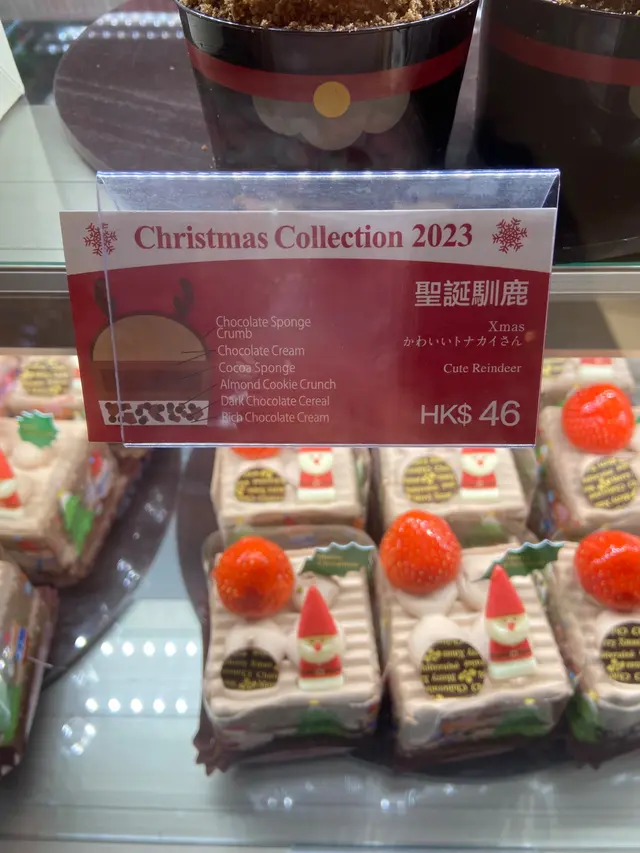 Christmas Collection 2023
聖誕馴鹿
Xmas
かわいいトナカイさん
Cute Reindeer
HK$ 46
Chocolate Sponge
Crumb
Chocolate Cream
Cocoa Sponge
Almond Cookie Crunch
Dark Chocolate Cereal
Rich Chocolate Cream